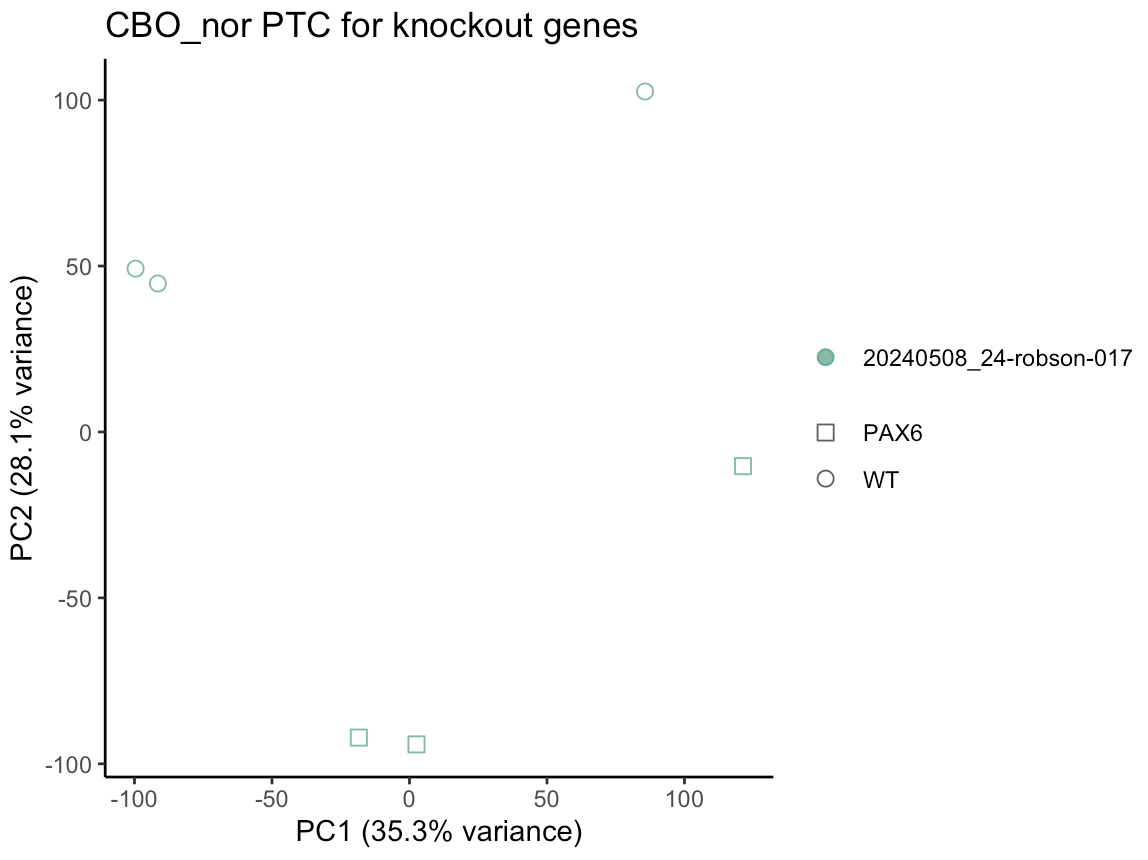 CBO_nor PTC for knockout genes
PC2 (28.1% variance)
100
50
0
-50
-100
-100
-50
0
50
100
PC1 (35.3% variance)
20240508_24-robson-017
PAX6
WT